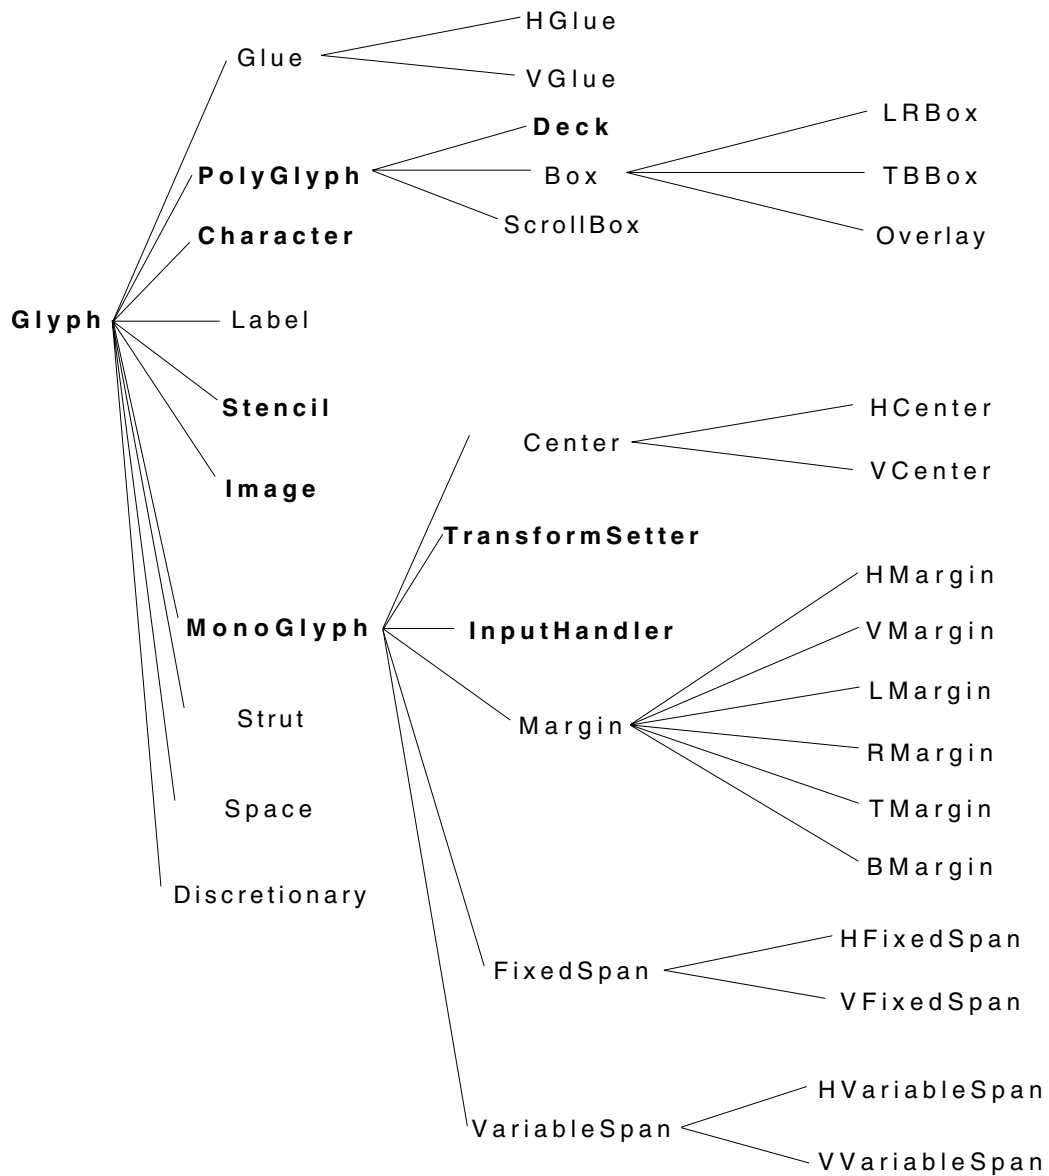 HGlue
Glue
VGlue
LRBox
Deck
PolyGlyph
Box
TBBox
ScrollBox
Character
Overlay
Glyph
Label
Stencil
HCenter
Center
VCenter
Image
TransformSetter
HMargin
MonoGlyph
InputHandler
VMargin
LMargin
Strut
Margin
RMargin
Space
TMargin
BMargin
Discretionary
HFixedSpan
FixedSpan
VFixedSpan
HVariableSpan
VariableSpan
VVariableSpan